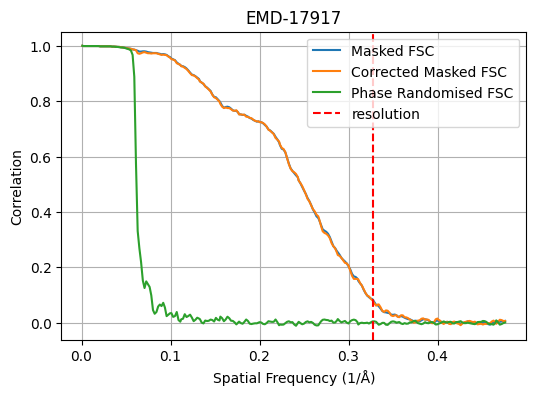 EMD-17917
Masked FSC
Corrected Masked FSC
Phase Randomised FSC
resolution
Correlation
1.0
0.8
0.6
0.4
0.2
0.0
0.0 0.1 0.2 0.3 0.4
Spatial Frequency (1/Å)